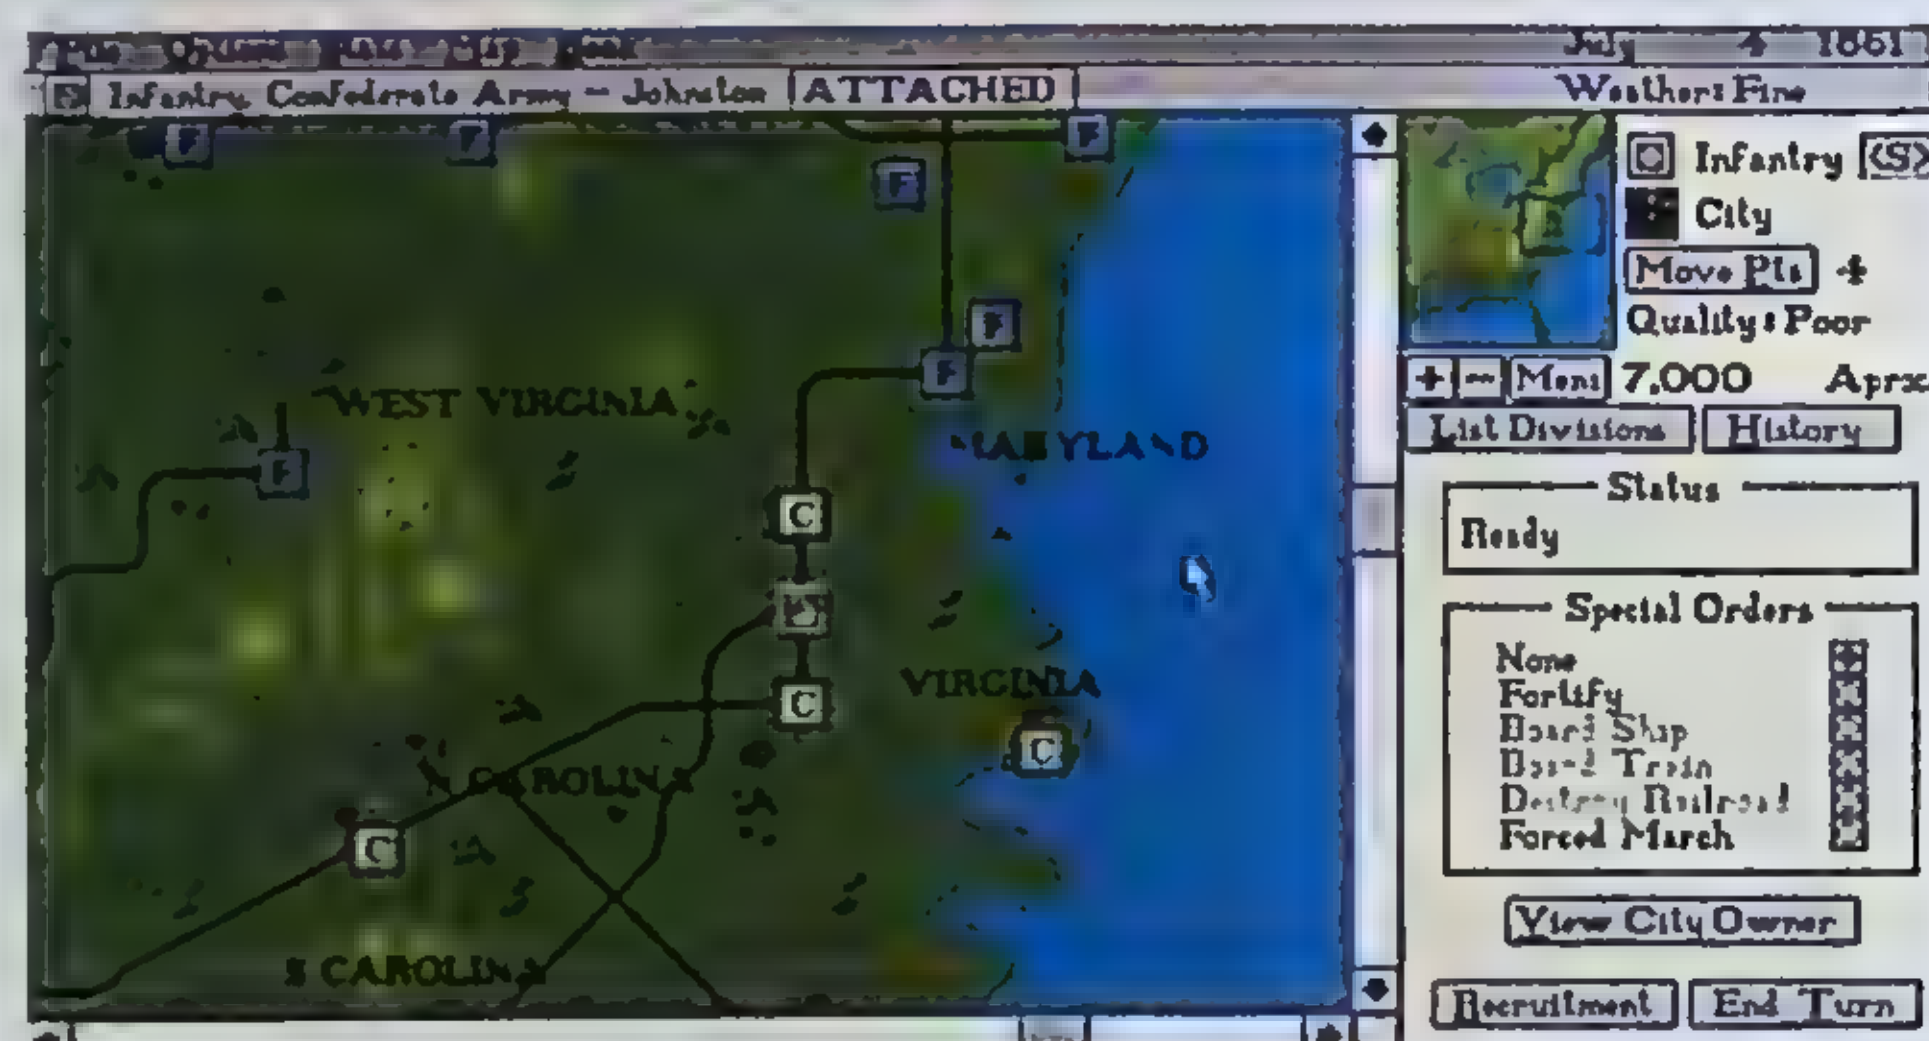 July 4 1861
Infantry, Confederate Army - Johnston ATTACHED
Weather: Fine
F
F
F
F
F
F
F
C
C
C
C
WEST VIRGINIA
MARYLAND
VIRGINIA
N CAROLINA
S CAROLINA
Infantry (S)
City
Move Pts 4
Quality: Poor
+ - Men: 7,000
List Divisions History
Status
Ready
Special Orders
None
Fortify
Board Ship
Board Train
Destroy Railroad
Forced March
View City Owner
Recruitment End Turn